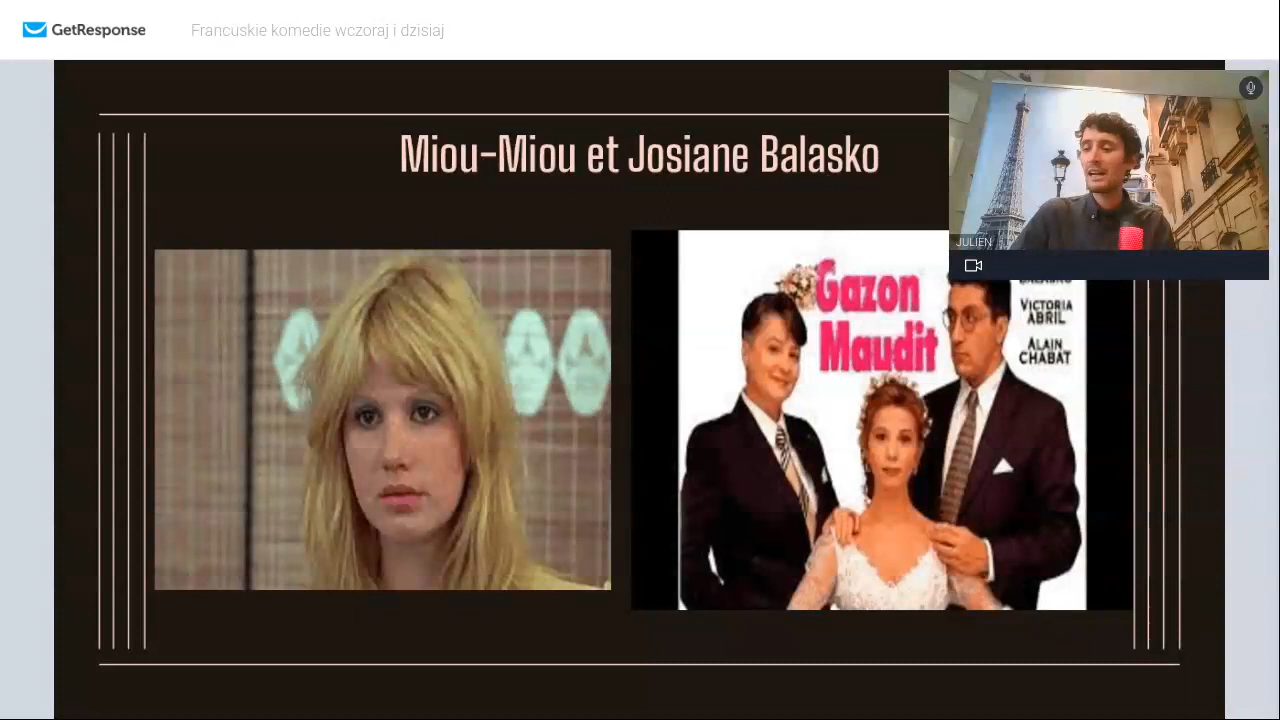 GetResponse
Francuskie komedie wczoraj i dzisiaj
Miou-Miou et Josiane Balasko
JULIEN
Gazon
Maudit
VICTORIA
ABRIL
ALAIN
CHABAT